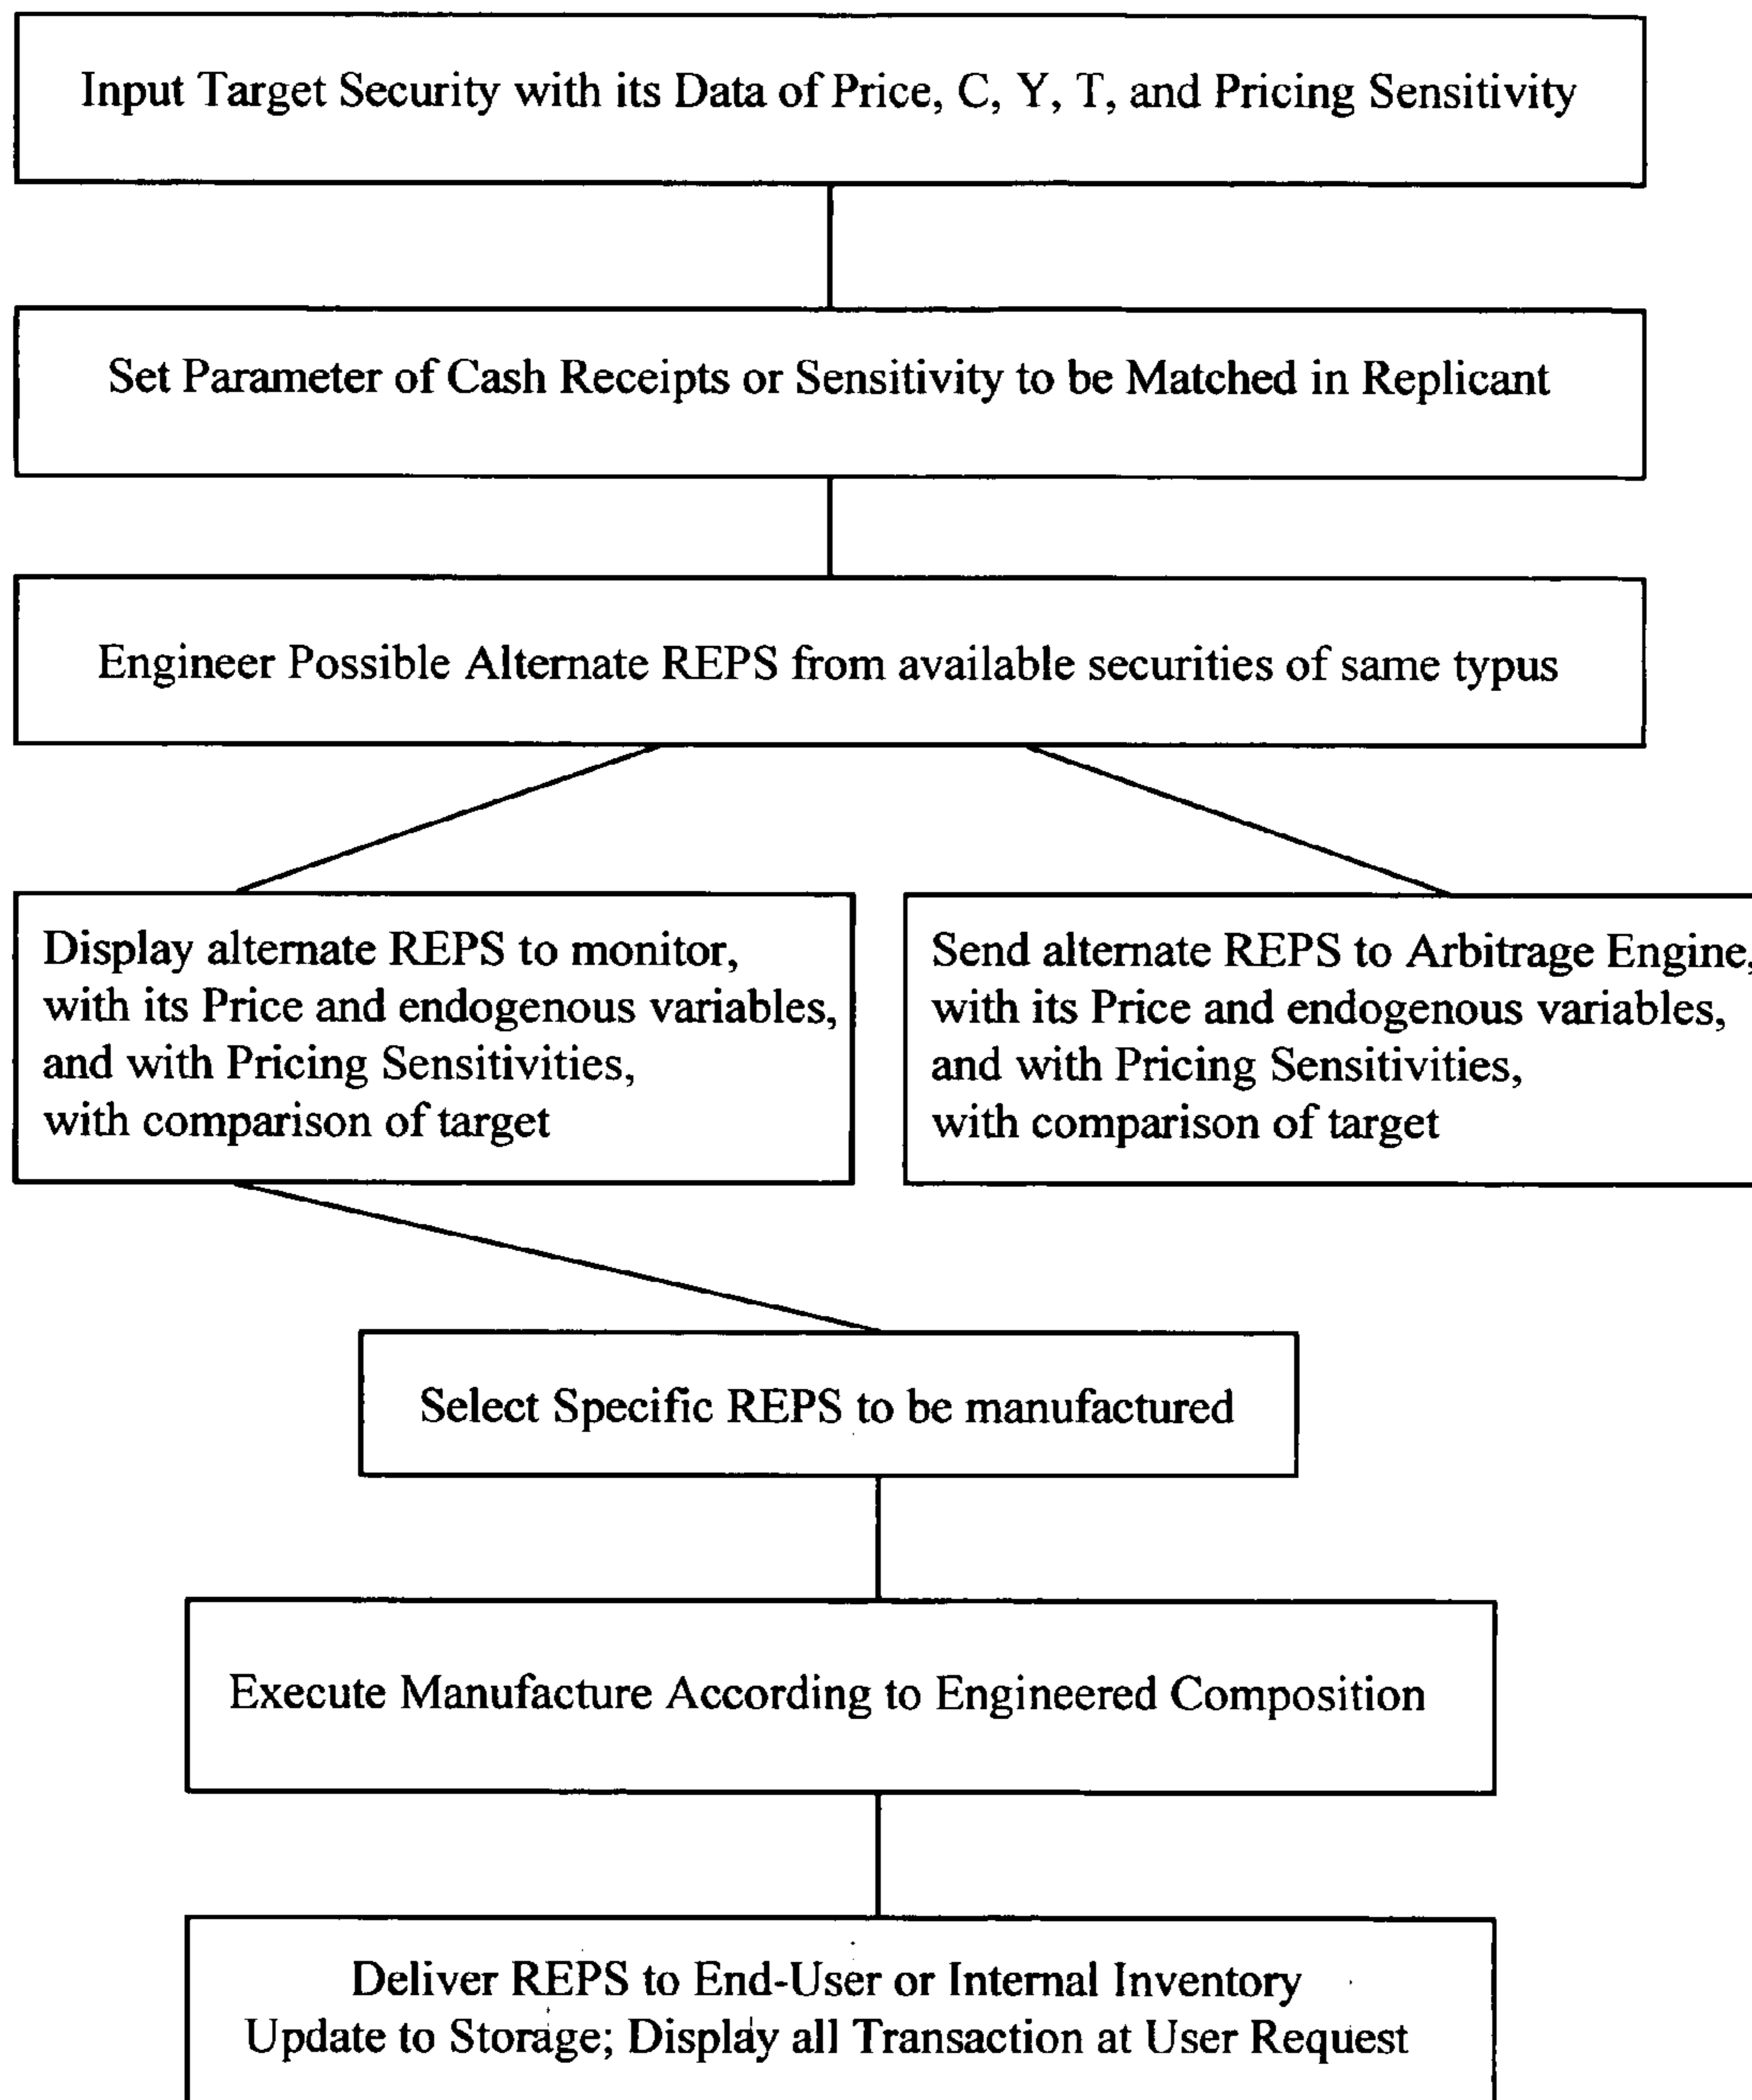 Input Target Security with its Data of Price, C, Y, T, and Pricing Sensitivity
Set Parameter of Cash Receipts or Sensitivity to be Matched in Replicant
Engineer Possible Alternate REPS from available securities of same typus
Display alternate REPS to monitor,
with its Price and endogenous variables,
and with Pricing Sensitivities,
with comparison of target
Send alternate REPS to Arbitrage Engine,
with its Price and endogenous variables,
and with Pricing Sensitivities,
with comparison of target
Select Specific REPS to be manufactured
Execute Manufacture According to Engineered Composition
Deliver REPS to End-User or Internal Inventory
Update to Storage; Display all Transaction at User Request